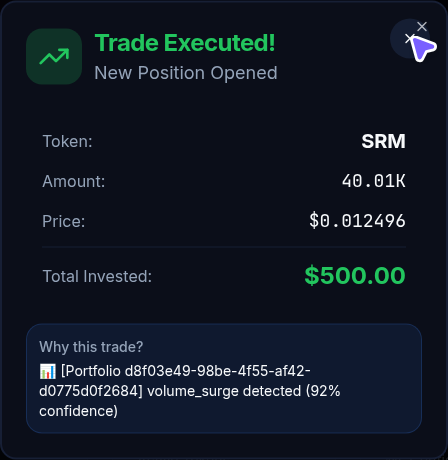 Trade Executed!
New Position Opened
Token: SRM
Amount: 40.01K
Price: $0.012496
Total Invested: $500.00
Why this trade?
📊 [Portfolio d8f03e49-98be-4f55-af42-
d0775d0f2684] volume_surge detected (92%
confidence)